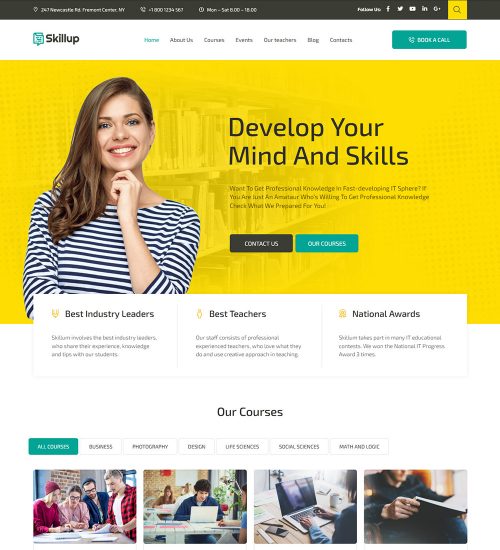 247 Newcastle Rd. Fremont Center, NY
+1 800 1234 567
Mon – Sat 8.00 – 18.00
Follow Us:
Skillup
Home
About Us
Courses
Events
Our teachers
Blog
Contacts
BOOK A CALL
Develop Your
Mind And Skills
Want To Get Professional Knowledge In Fast-developing IT Sphere? If
You Are Just An Amateur Who's Willing To Get Professional Knowledge
Check What We Prepared For You!
CONTACT US
OUR COURSES
Best Industry Leaders
Skillum involves the best industry leaders,
who share their experience, knowledge
and tips with our students.
Best Teachers
Our staff consists of professional
experienced teachers, who love what they
do and use creative approach in teaching.
National Awards
Skillum takes part in many IT educational
contests. We won the National IT Progress
Award 3 times.
Our Courses
ALL COURSES
BUSINESS
PHOTOGRAPHY
DESIGN
LIFE SCIENCES
SOCIAL SCIENCES
MATH AND LOGIC